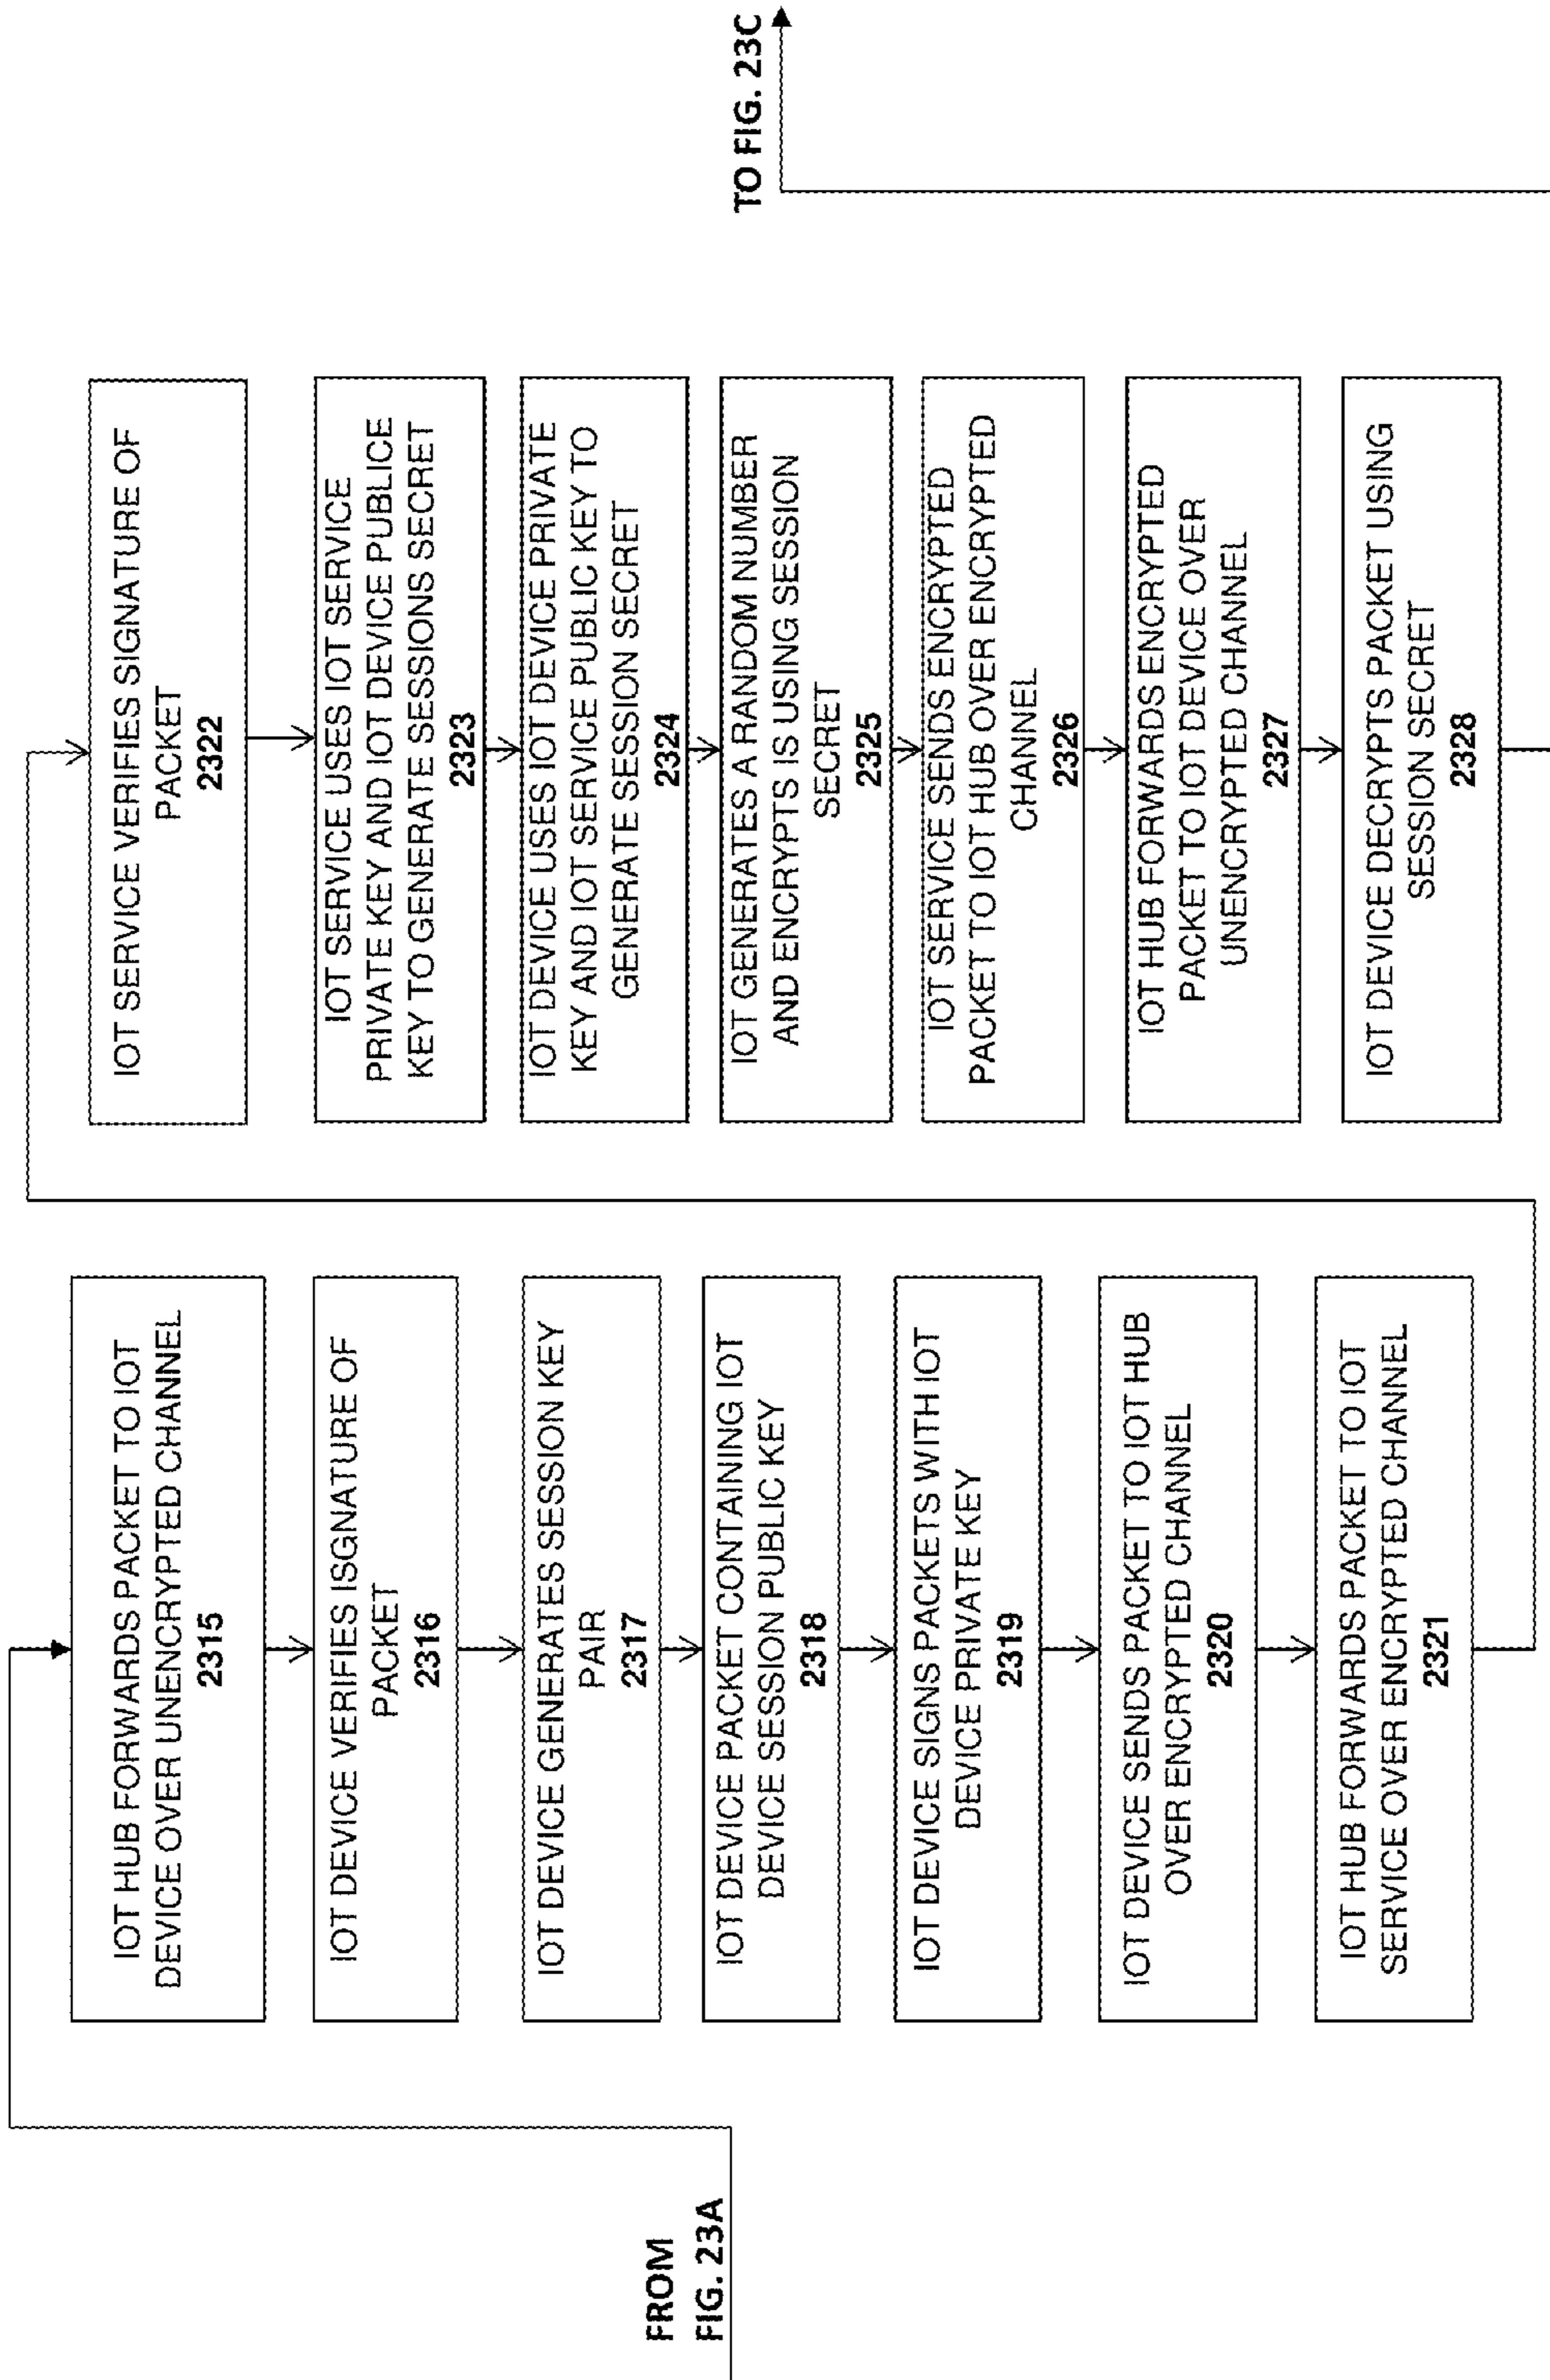 FROM
FIG. 23A
IOT HUB FORWARDS PACKET TO IOT
DEVICE OVER UNENCRYPTED CHANNEL
2315
IOT DEVICE VERIFIES ISGNATURE OF
PACKET
2316
IOT DEVICE GENERATES SESSION KEY
PAIR
2317
IOT DEVICE PACKET CONTAINING IOT
DEVICE SESSION PUBLIC KEY
2318
IOT DEVICE SIGNS PACKETS WITH IOT
DEVICE PRIVATE KEY
2319
IOT DEVICE SENDS PACKET TO IOT HUB
OVER ENCRYPTED CHANNEL
2320
IOT HUB FORWARDS PACKET TO IOT
SERVICE OVER ENCRYPTED CHANNEL
2321
IOT SERVICE VERIFIES SIGNATURE OF
PACKET
2322
IOT SERVICE USES IOT SERVICE
PRIVATE KEY AND IOT DEVICE PUBLICE
KEY TO GENERATE SESSIONS SECRET
2323
IOT DEVICE USES IOT DEVICE PRIVATE
KEY AND IOT SERVICE PUBLIC KEY TO
GENERATE SESSION SECRET
2324
IOT GENERATES A RANDOM NUMBER
AND ENCRYPTS IS USING SESSION
SECRET
2325
IOT SERVICE SENDS ENCRYPTED
PACKET TO IOT HUB OVER ENCRYPTED
CHANNEL
2326
IOT HUB FORWARDS ENCRYPTED
PACKET TO IOT DEVICE OVER
UNENCRYPTED CHANNEL
2327
IOT DEVICE DECRYPTS PACKET USING
SESSION SECRET
2328
TO FIG. 23C